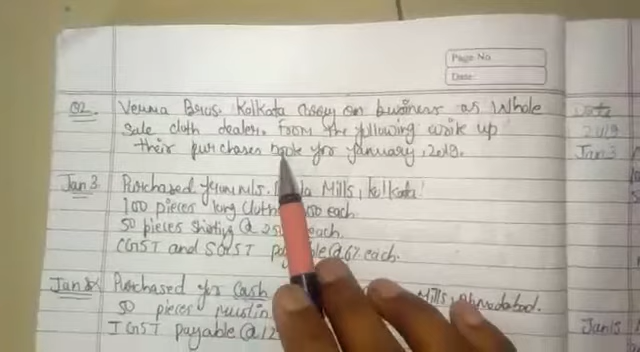 Page No
Date:
Q2. Verma Bros. Kolkata carry on business as Whole
sale cloth dealer. From the following write up
their purchases book for January, 2019.
Jan 3 Purchased from M/s. Mills, Kolkata
100 pieces long Cloth each
50 pieces shirting @ each.
CGST and SGST payable @ 6% each.
Jan 8 Purchased for Cash Mills, Ahmedabad.
50 pieces muslin
IGST payable @ 12
Date
2019
Jan 3
Jan 15